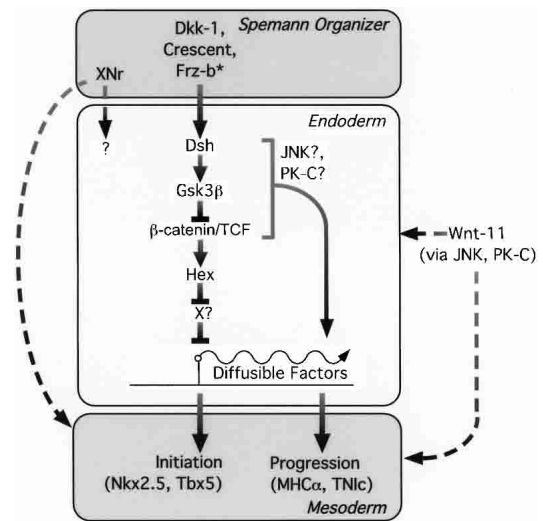 Spemann Organizer
Dkk-1,
Crescent,
Frz-b*
XNr
Endoderm
?
Dsh
JNK?,
PK-C?
Gsk3β
β-catenin/TCF
Wnt-11
(via JNK, PK-C)
Hex
X?
Diffusible Factors
Initiation
(Nkx2.5, Tbx5)
Progression
(MHCα, TNIc)
Mesoderm